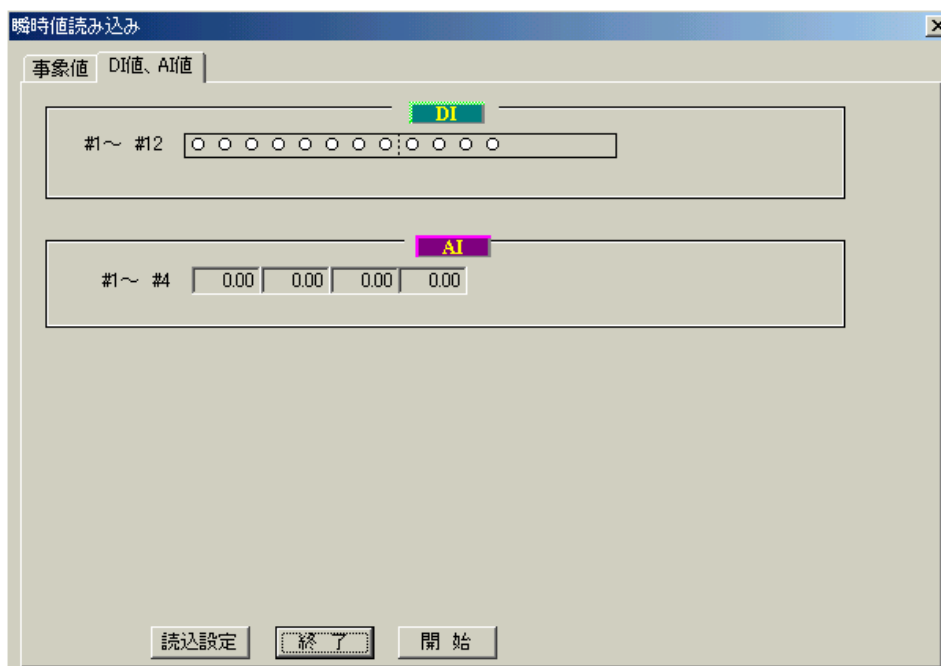 瞬時値読み込み
事象値 DI値、AI値
DI
#1～ #12
AI
#1～ #4 0.00 0.00 0.00 0.00
読込設定 終 了 開 始